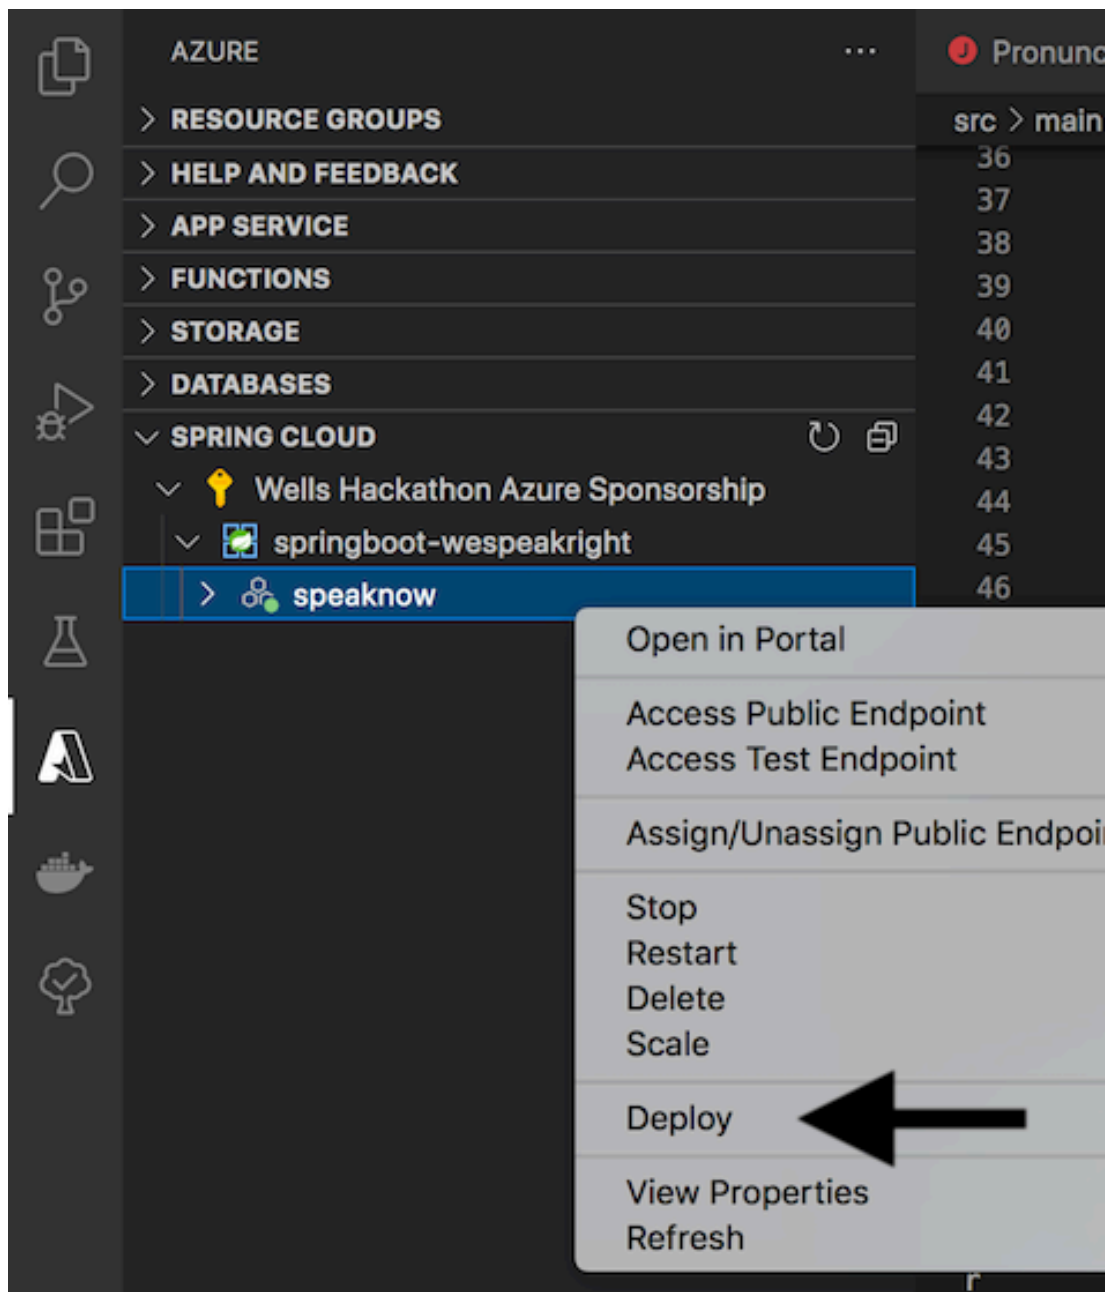 AZURE
RESOURCE GROUPS
HELP AND FEEDBACK
APP SERVICE
FUNCTIONS
STORAGE
DATABASES
SPRING CLOUD
Wells Hackathon Azure Sponsorship
springboot-wespeakright
speaknow
J Pronunc
src > main
36
37
38
39
40
41
42
43
44
45
46
Open in Portal
Access Public Endpoint
Access Test Endpoint
Assign/Unassign Public Endpoi
Stop
Restart
Delete
Scale
Deploy
View Properties
Refresh